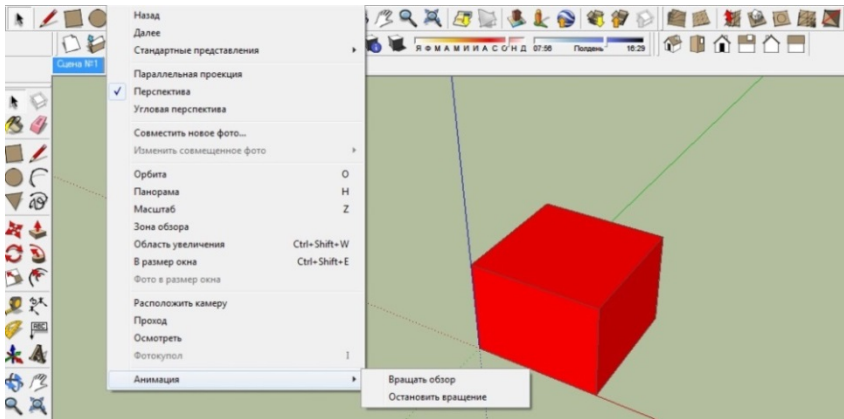 Назад
Далее
Стандартные представления
Я Ф М А М И И А С О Н Д 07:56 Полдень 16:29
Сцена №1
Параллельная проекция
Перспектива
Угловая перспектива
Совместить новое фото...
Изменить совмещенное фото
Орбита O
Панорама H
Масштаб Z
Зона обзора
Область увеличения Ctrl+Shift+W
В размер окна Ctrl+Shift+E
Фото в размер окна
Расположить камеру
Проход
Осмотреть
Фотокупол I
ABC
Анимация
Вращать обзор
Остановить вращение